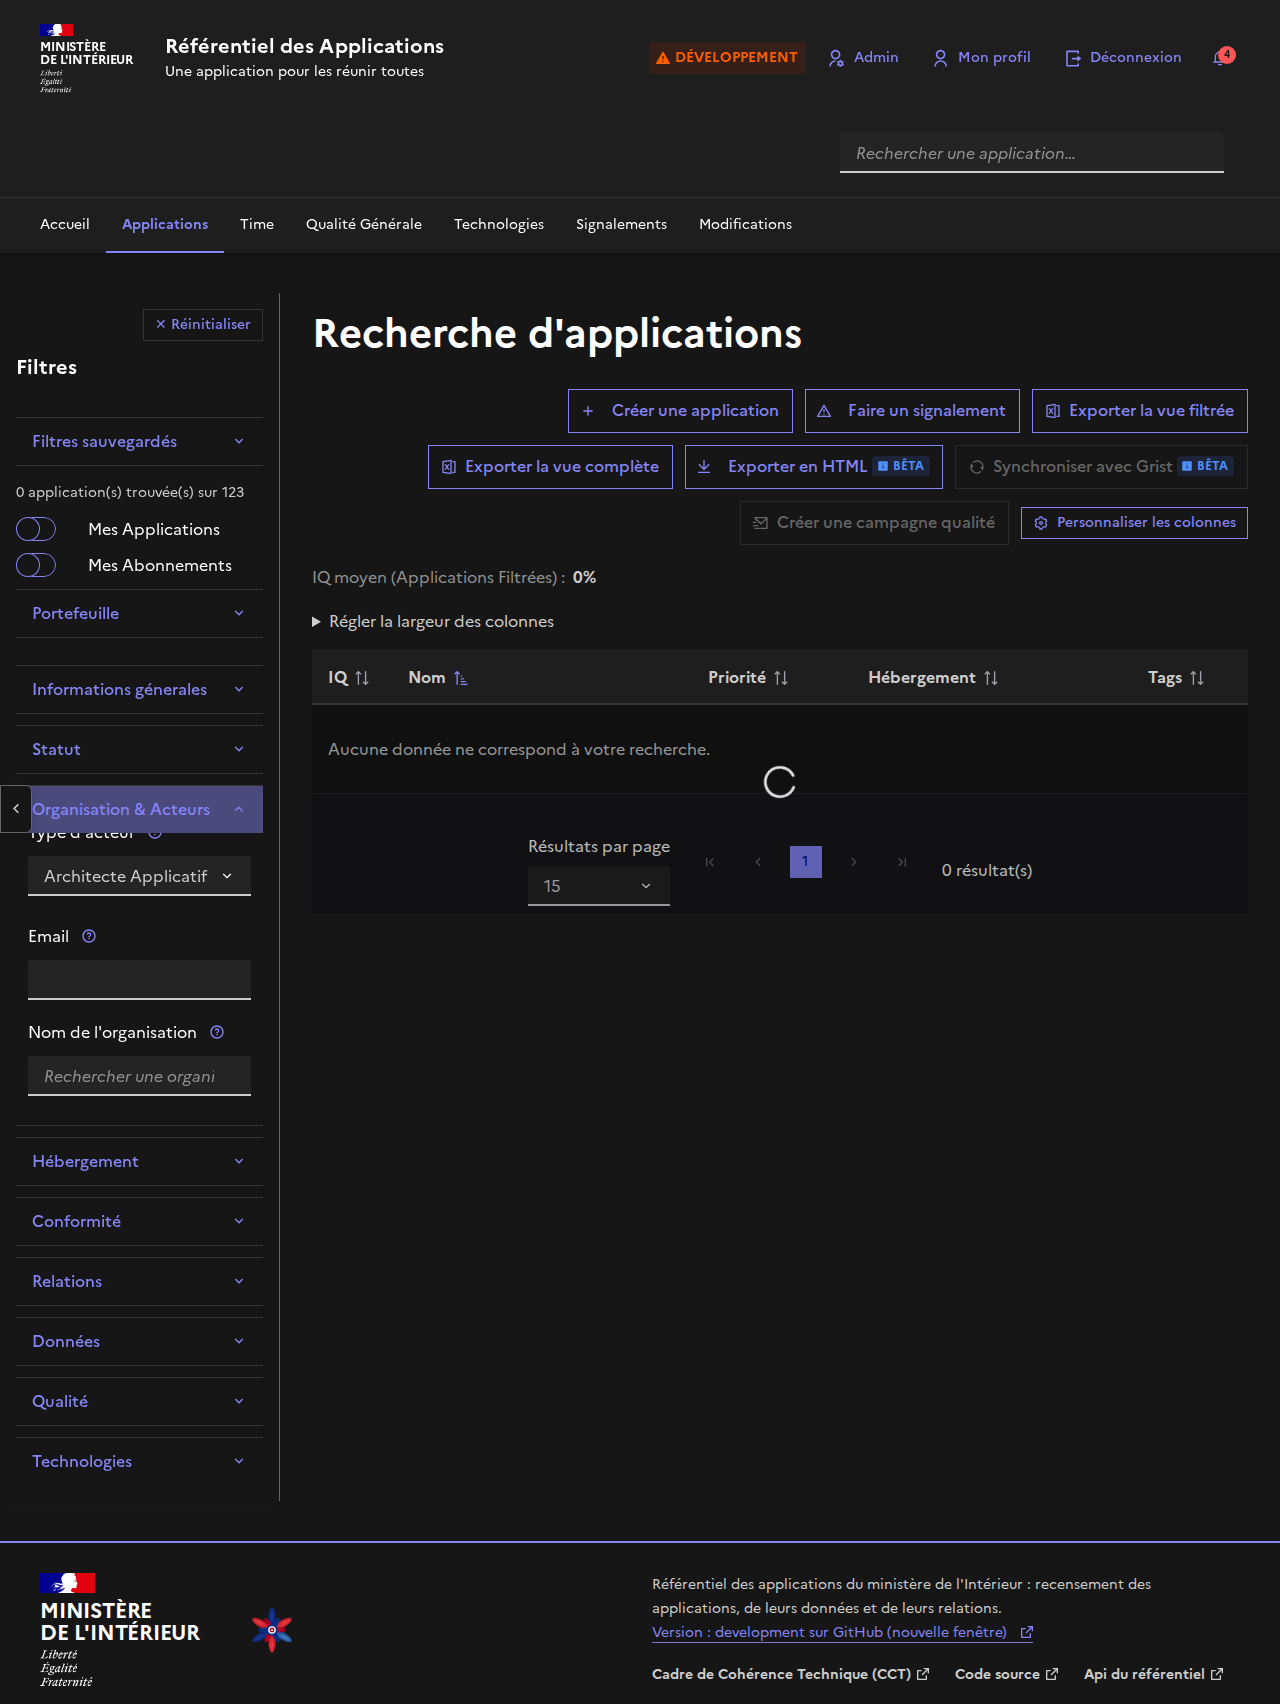 MINISTÈRE
DE L'INTÉRIEUR
Liberté
Égalité
Fraternité
Référentiel des Applications
Une application pour les réunir toutes
DÉVELOPPEMENT
Admin
Mon profil
Déconnexion
4
Rechercher une application...
Accueil
Applications
Time
Qualité Générale
Technologies
Signalements
Modifications
Réinitialiser
Filtres
Filtres sauvegardés
0 application(s) trouvée(s) sur 123
Mes Applications
Mes Abonnements
Portefeuille
Informations génerales
Statut
Organisation & Acteurs
Type d'acteur
Architecte Applicatif
Email
Nom de l'organisation
Rechercher une organi
Hébergement
Conformité
Relations
Données
Qualité
Technologies
Recherche d'applications
Créer une application
Faire un signalement
Exporter la vue filtrée
Exporter la vue complète
Exporter en HTML BÊTA
Synchroniser avec Grist BÊTA
Créer une campagne qualité
Personnaliser les colonnes
IQ moyen (Applications Filtrées) : 0%
Régler la largeur des colonnes
IQ
Nom
Priorité
Hébergement
Tags
Aucune donnée ne correspond à votre recherche.
Résultats par page
15
1
0 résultat(s)
MINISTÈRE
DE L'INTÉRIEUR
Liberté
Égalité
Fraternité
Référentiel des applications du ministère de l'Intérieur : recensement des
applications, de leurs données et de leurs relations.
Version : development sur GitHub (nouvelle fenêtre)
Cadre de Cohérence Technique (CCT)
Code source
Api du référentiel